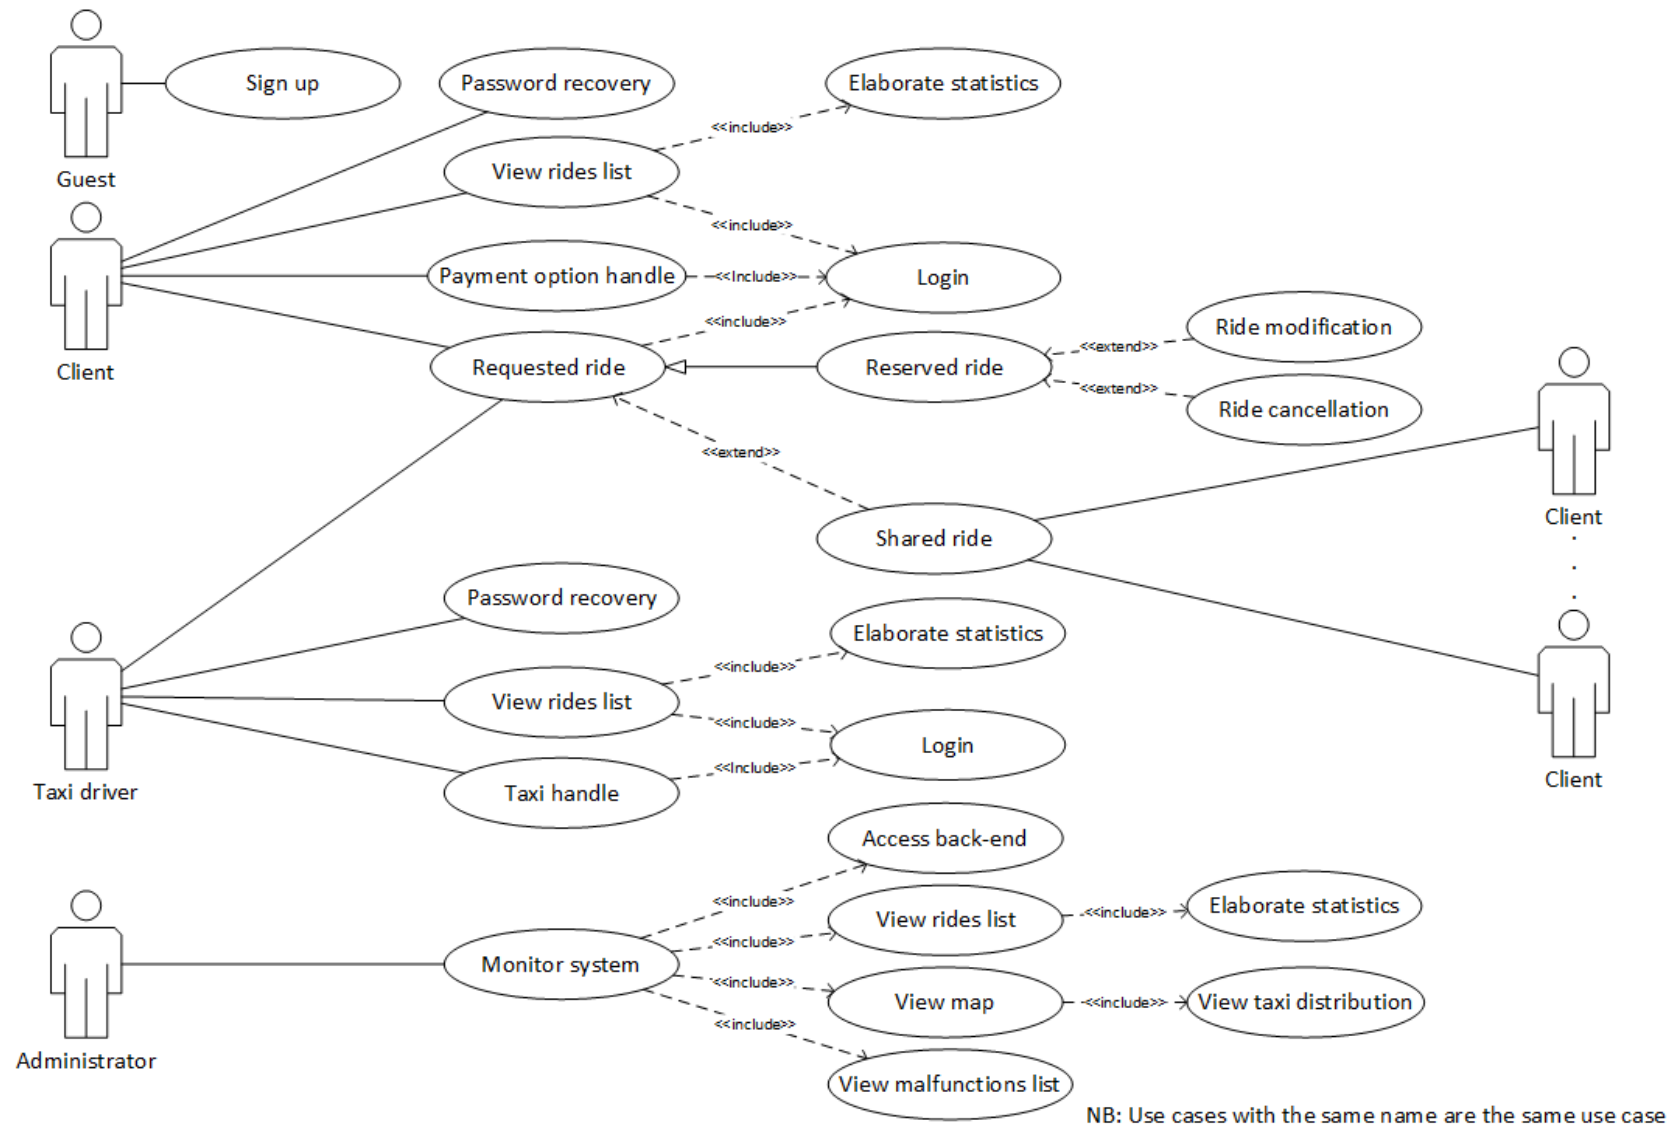 Sign up
Password recovery
Elaborate statistics
<<include>>
View rides list
Guest
<<include>>
Payment option handle
<<Include>>
Login
<<include>>
Ride modification
<<extend>>
Client
Requested ride
Reserved ride
<<extend>>
Ride cancellation
<<extend>>
Client
Shared ride
Password recovery
Elaborate statistics
<<include>>
View rides list
<<include>>
Login
<<Include>>
Taxi driver
Taxi handle
Client
Access back-end
<<include>>
View rides list
<<include>>
Elaborate statistics
<<include>>
Monitor system
<<include>>
View map
<<include>>
View taxi distribution
<<include>>
Administrator
View malfunctions list
NB: Use cases with the same name are the same use case